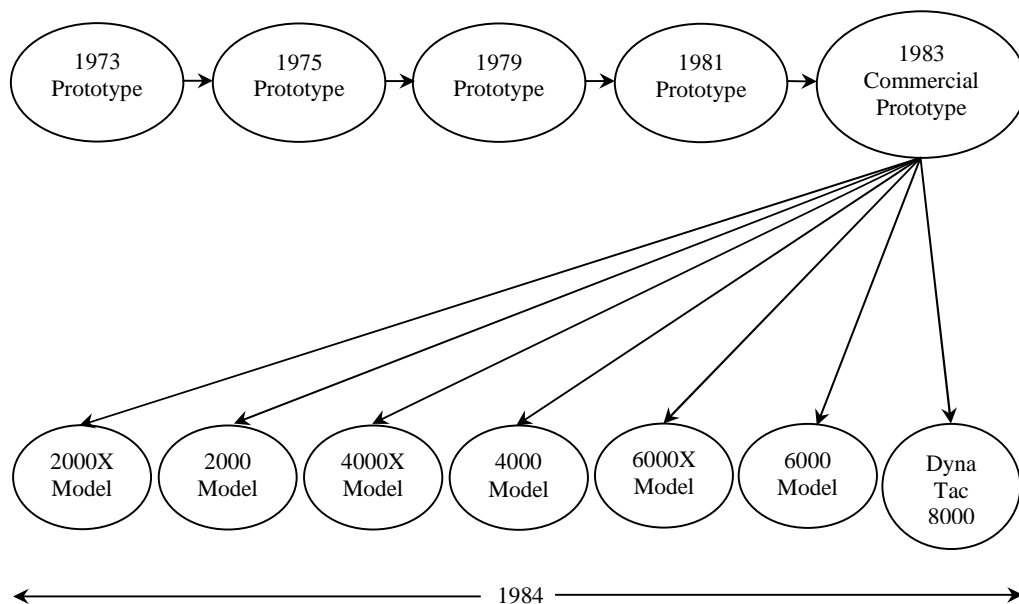 1973
Prototype
1975
Prototype
1979
Prototype
1981
Prototype
1983
Commercial
Prototype
2000X
Model
2000
Model
4000X
Model
4000
Model
6000X
Model
6000
Model
Dyna
Tac
8000
1984